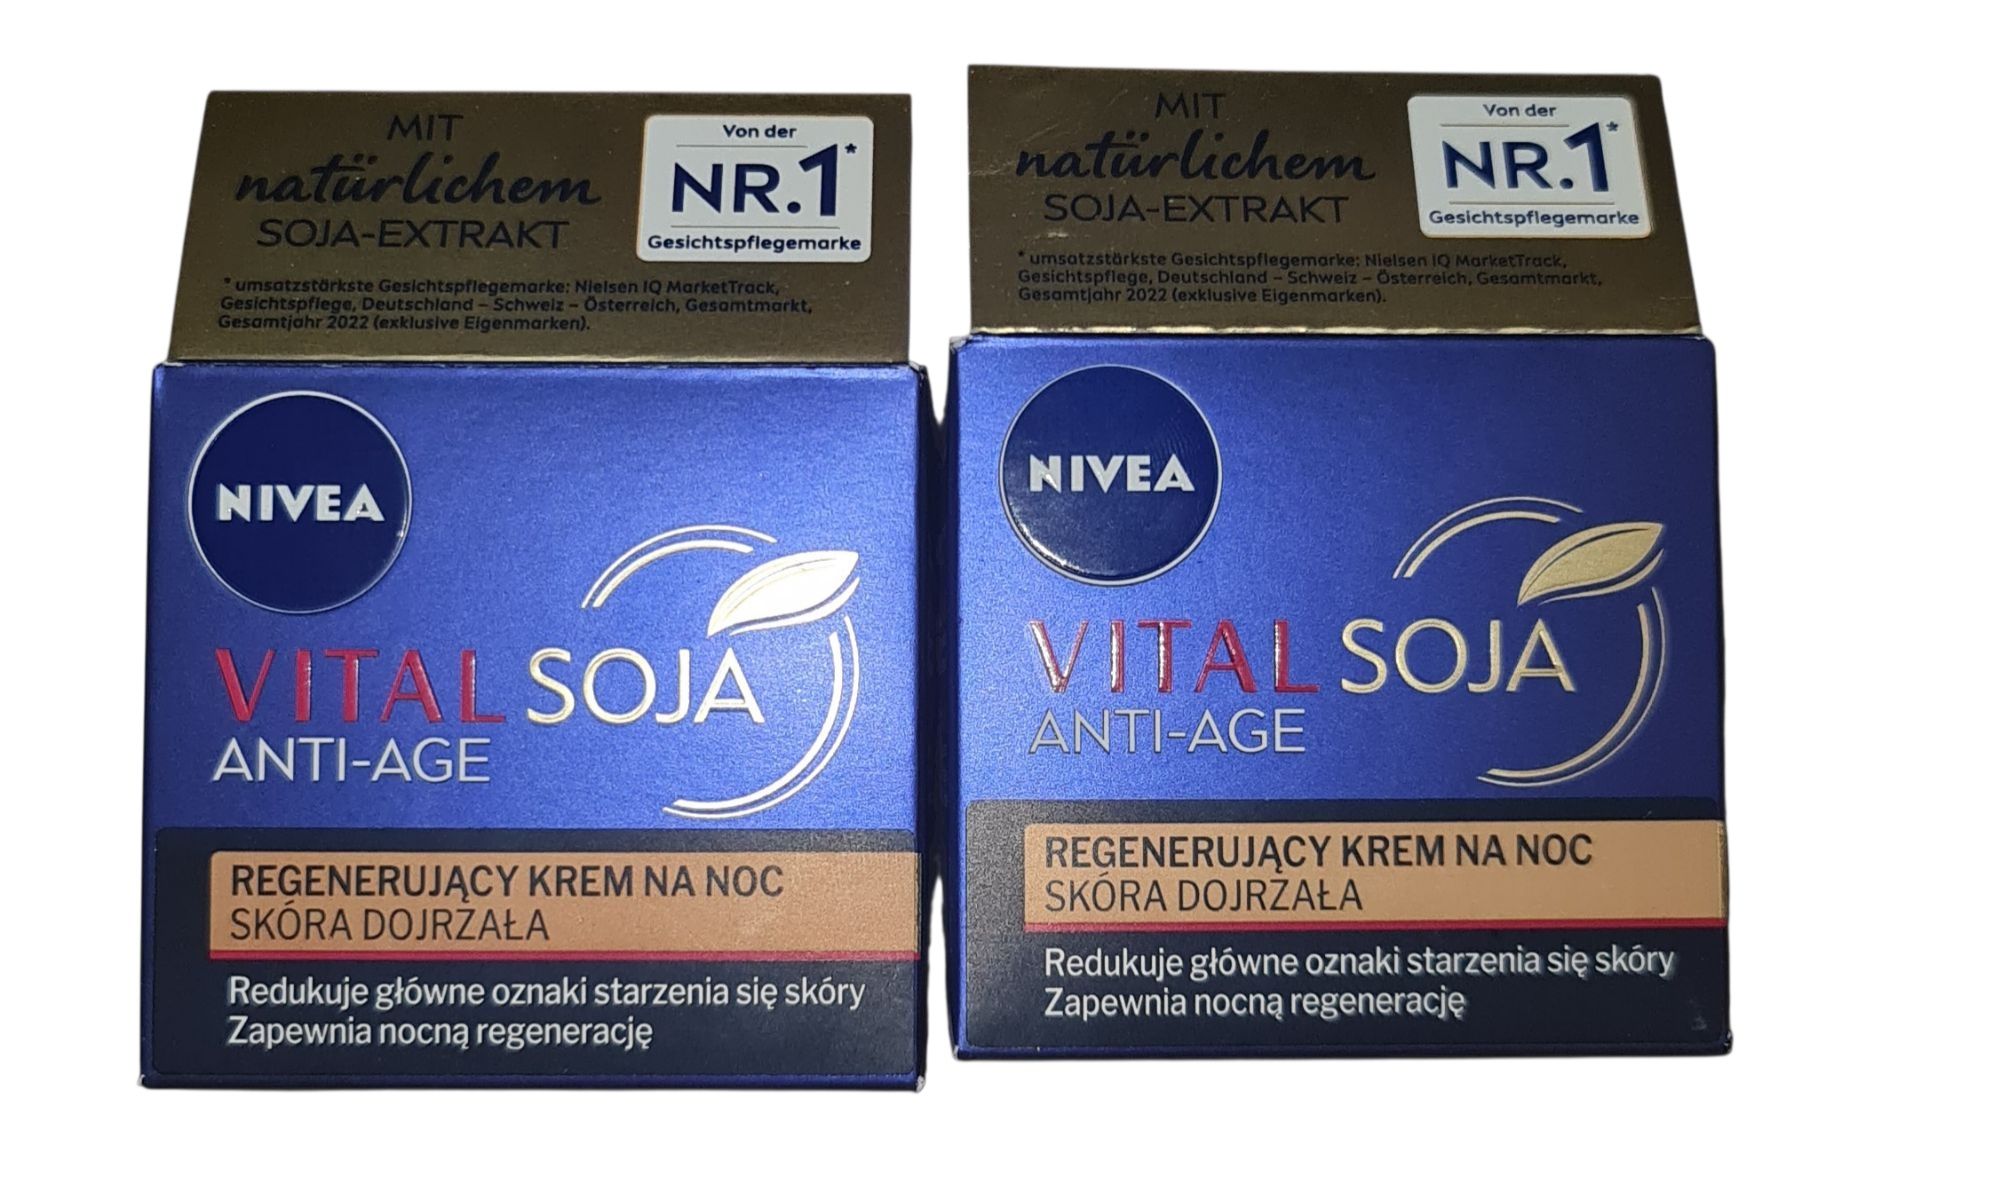 MIT
natürlichem
SOJA-EXTRAKT
Von der
NR.1*
Gesichtspflegemarke
* umsatzstärkste Gesichtspflegemarke: Nielsen IQ MarketTrack,
Gesichtspflege, Deutschland – Schweiz – Österreich, Gesamtmarkt,
Gesamtjahr 2022 (exklusive Eigenmarken).
NIVEA
VITAL SOJA
ANTI-AGE
REGENERUJĄCY KREM NA NOC
SKÓRA DOJRZAŁA
Redukuje główne oznaki starzenia się skóry
Zapewnia nocną regenerację
MIT
natürlichem
SOJA-EXTRAKT
Von der
NR.1*
Gesichtspflegemarke
* umsatzstärkste Gesichtspflegemarke: Nielsen IQ MarketTrack,
Gesichtspflege, Deutschland – Schweiz – Österreich, Gesamtmarkt,
Gesamtjahr 2022 (exklusive Eigenmarken).
NIVEA
VITAL SOJA
ANTI-AGE
REGENERUJĄCY KREM NA NOC
SKÓRA DOJRZAŁA
Redukuje główne oznaki starzenia się skóry
Zapewnia nocną regenerację